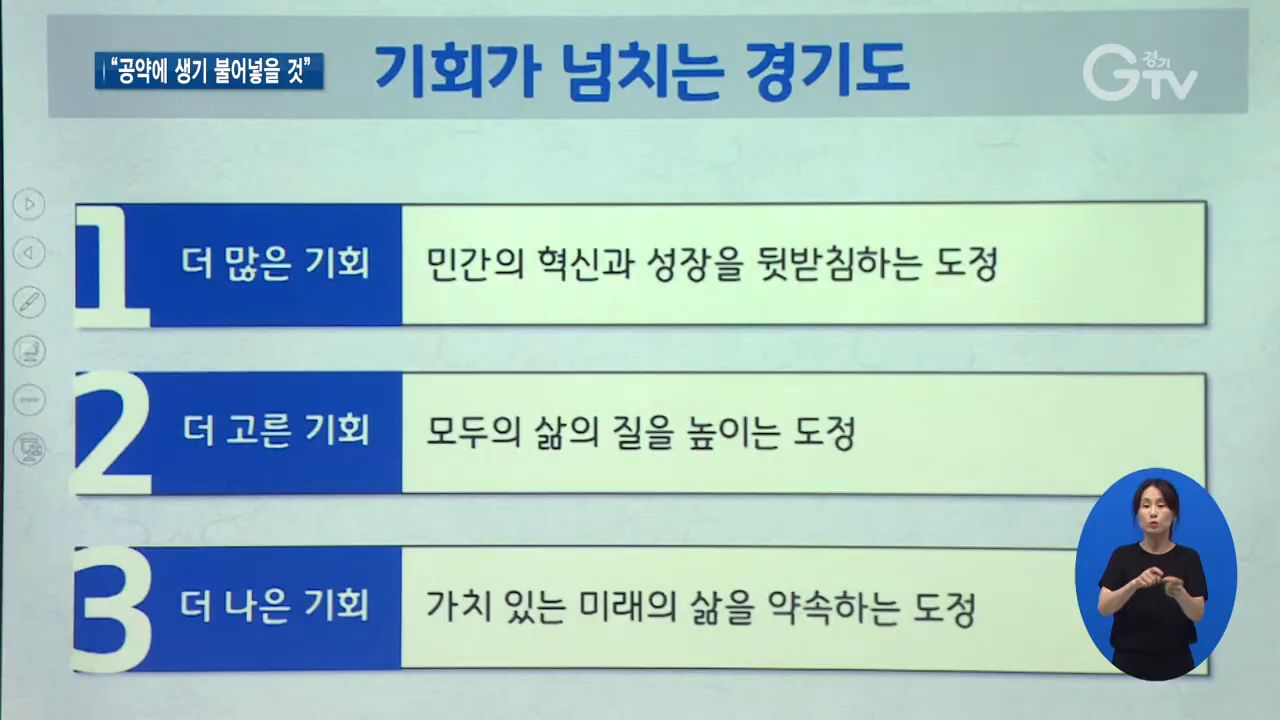 “공약에 생기 불어넣을 것”
기회가 넘치는 경기도
경기
GTV
1 더 많은 기회 민간의 혁신과 성장을 뒷받침하는 도정
2 더 고른 기회 모두의 삶의 질을 높이는 도정
3 더 나은 기회 가치 있는 미래의 삶을 약속하는 도정